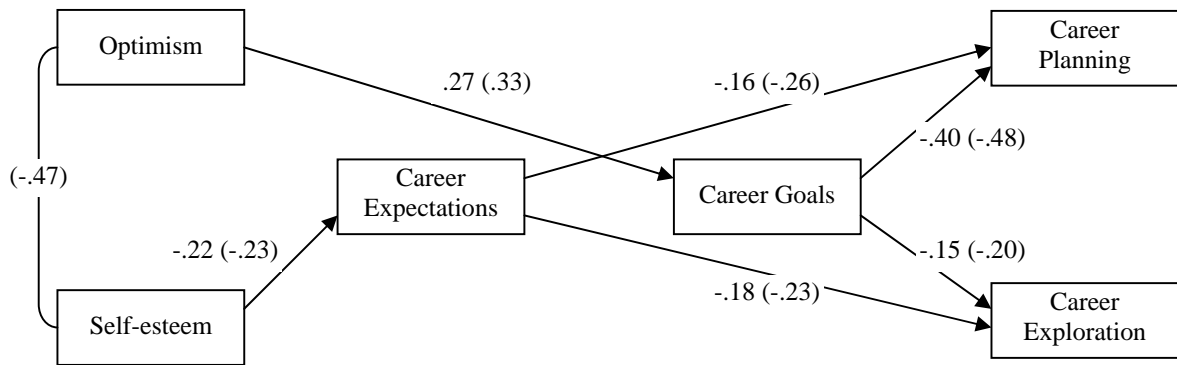 Optimism
Career
Planning
.27 (.33)
-.16 (-.26)
-.40 (-.48)
(-.47)
Career
Expectations
Career Goals
-.22 (-.23)
-.15 (-.20)
-.18 (-.23)
Self-esteem
Career
Exploration